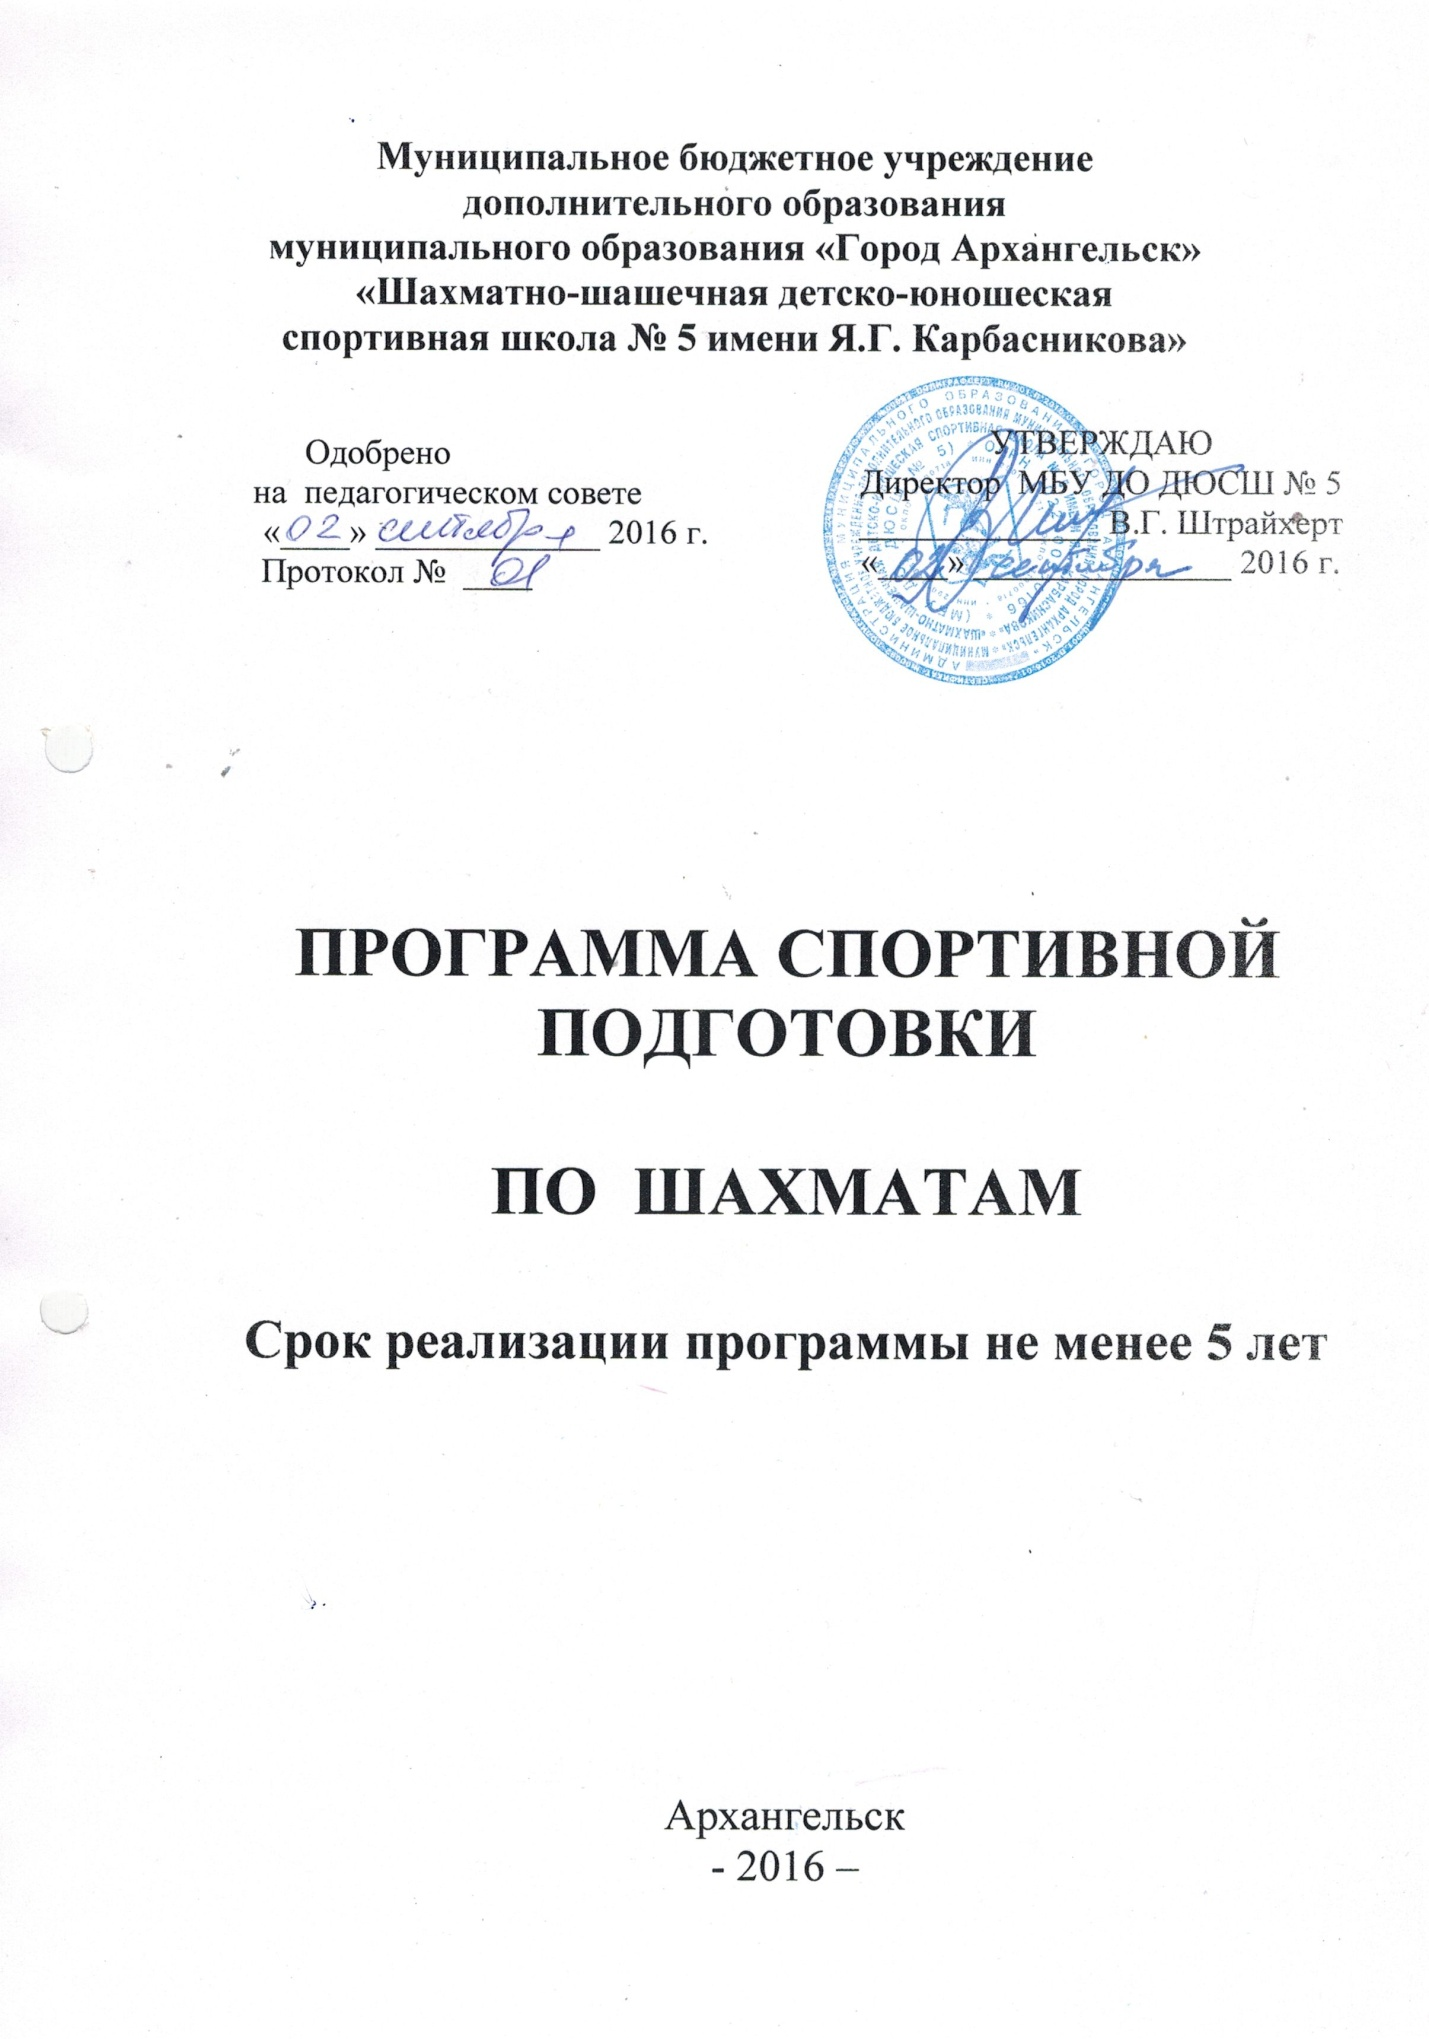 Муниципальное бюджетное учреждение
дополнительного образования
муниципального образования «Город Архангельск»
«Шахматно-шашечная детско-юношеская
спортивная школа № 5 имени Я.Г. Карбасникова»
Одобрено
на педагогическом совете
«02» сентября 2016 г.
Протокол № 01
УТВЕРЖДАЮ
Директор МБУ ДО ДЮСШ № 5
В.Г. Штрайхерт
«02» сентября 2016 г.
ПРОГРАММА СПОРТИВНОЙ
ПОДГОТОВКИ
ПО ШАХМАТАМ
Срок реализации программы не менее 5 лет
Архангельск
- 2016 –